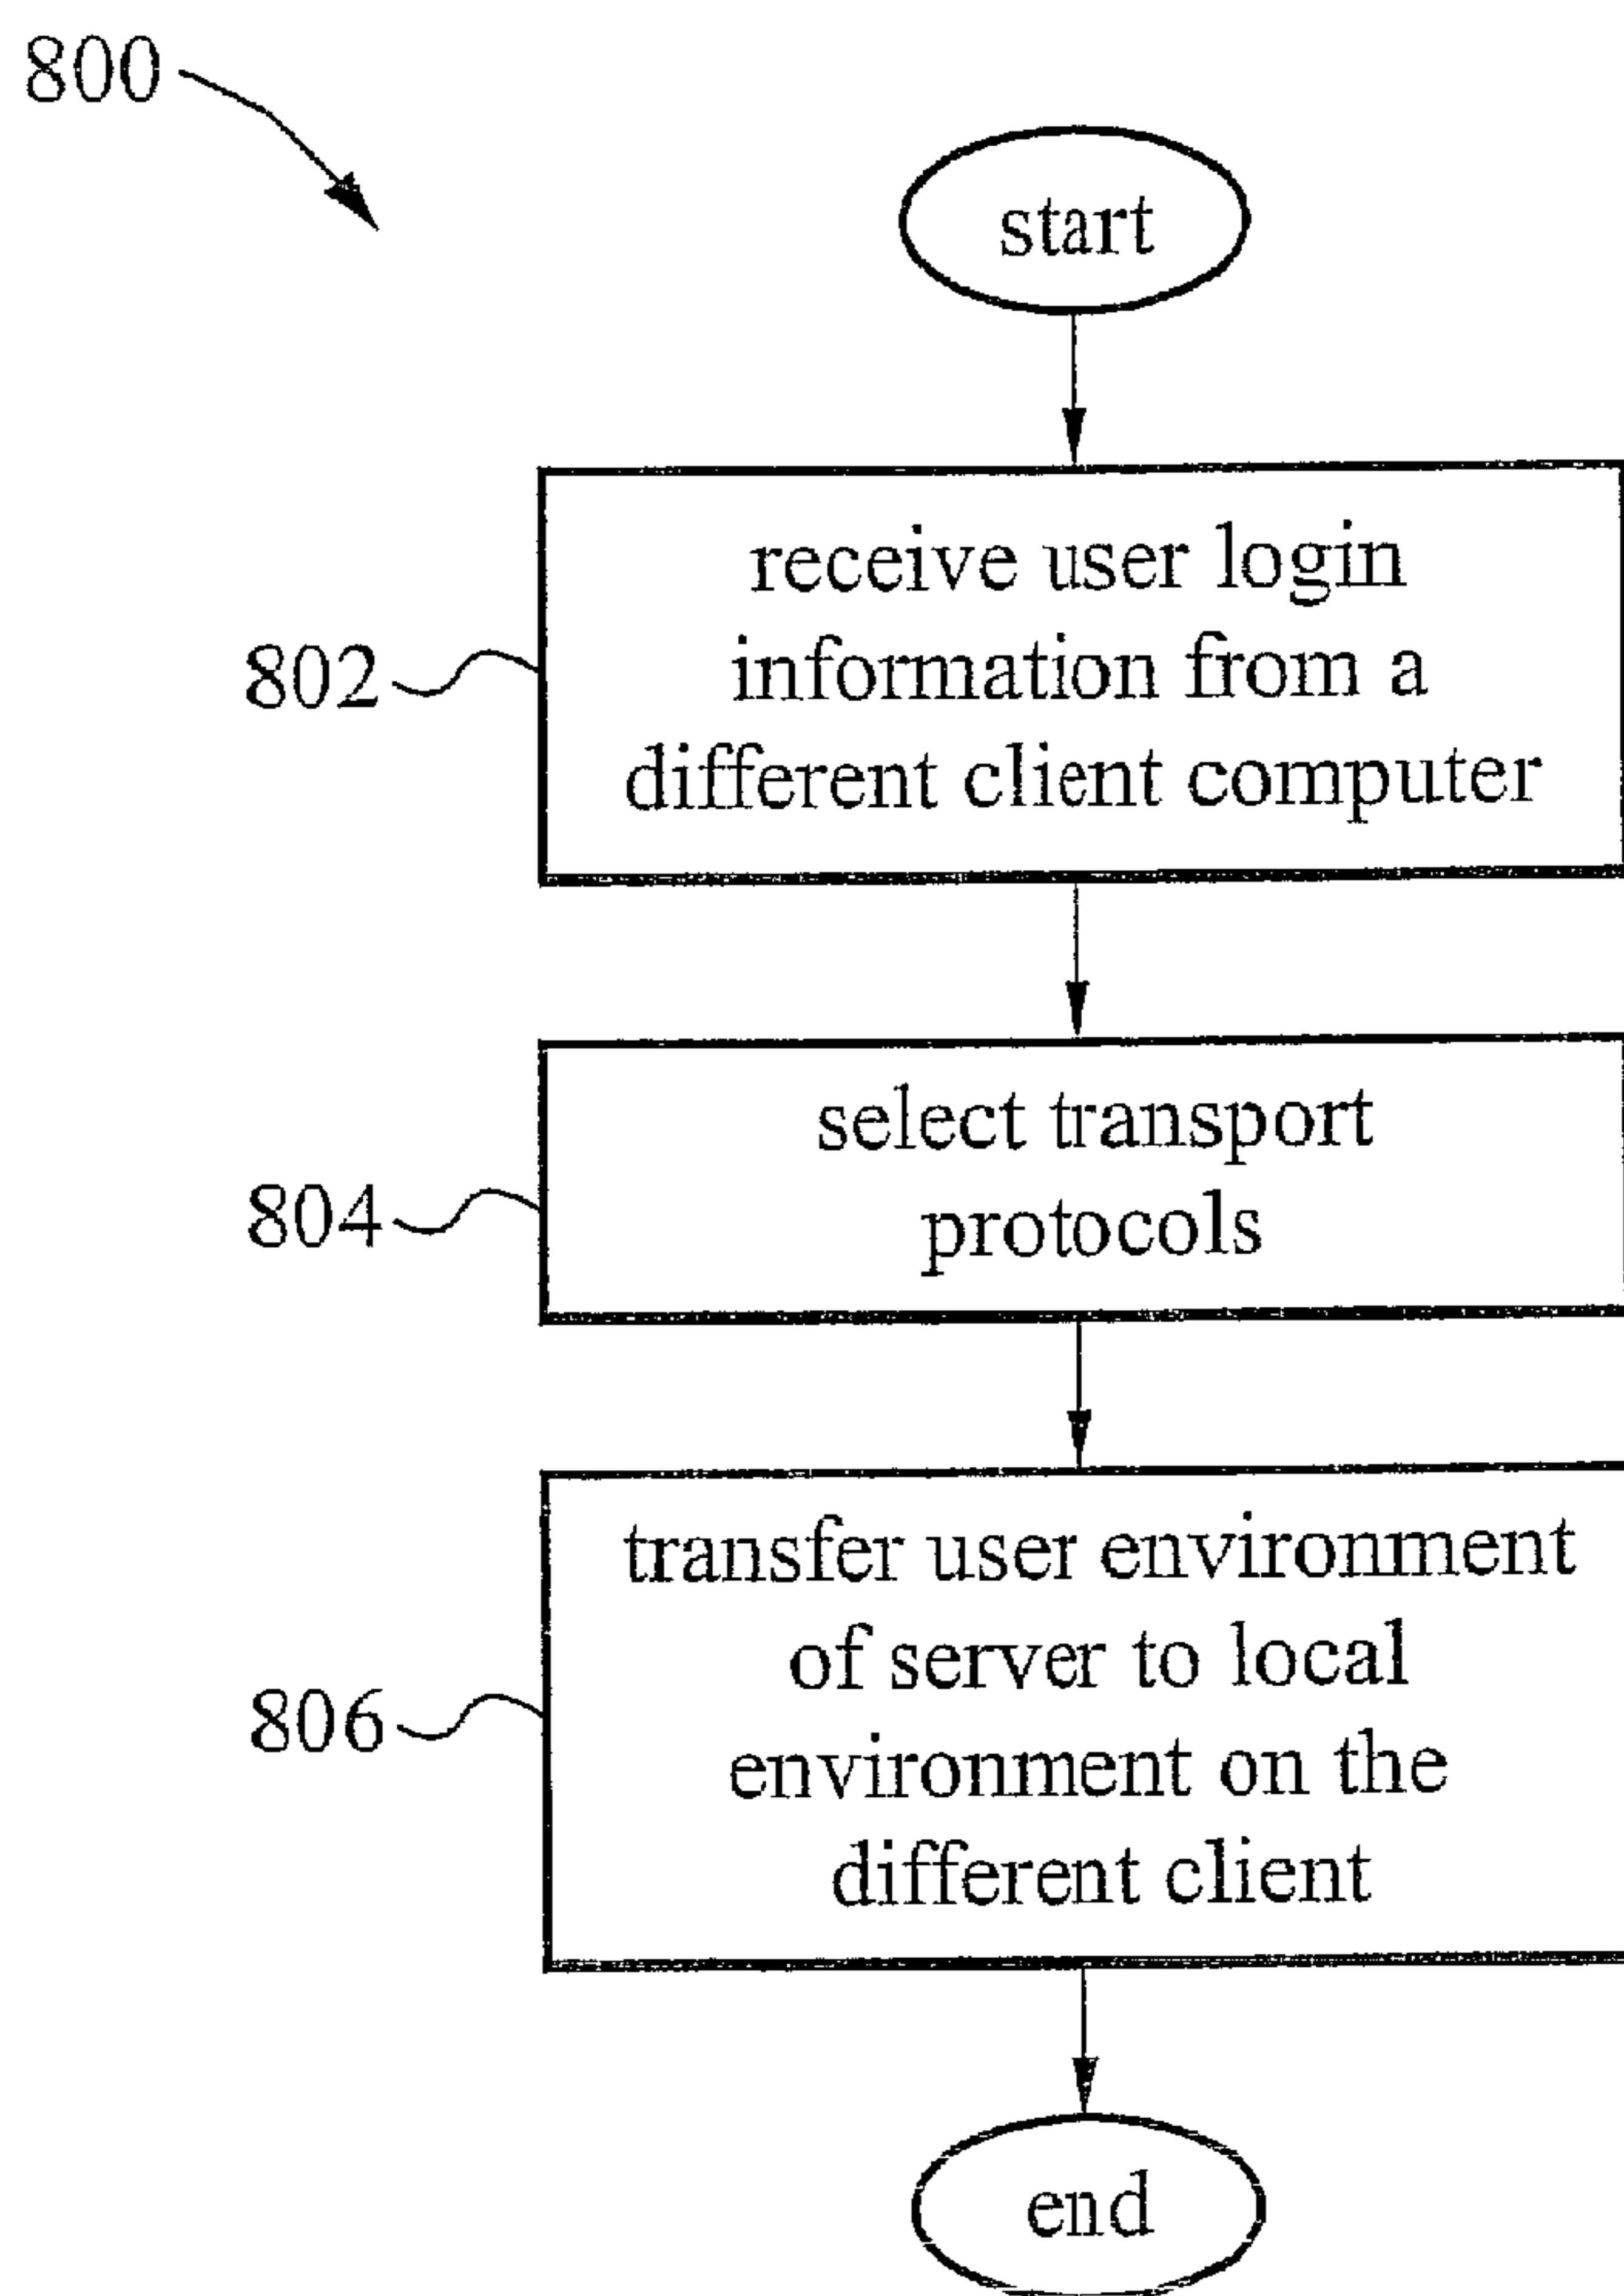 800
start
receive user login
information from a
different client computer
802
select transport
protocols
804
transfer user environment
of server to local
environment on the
different client
806
end